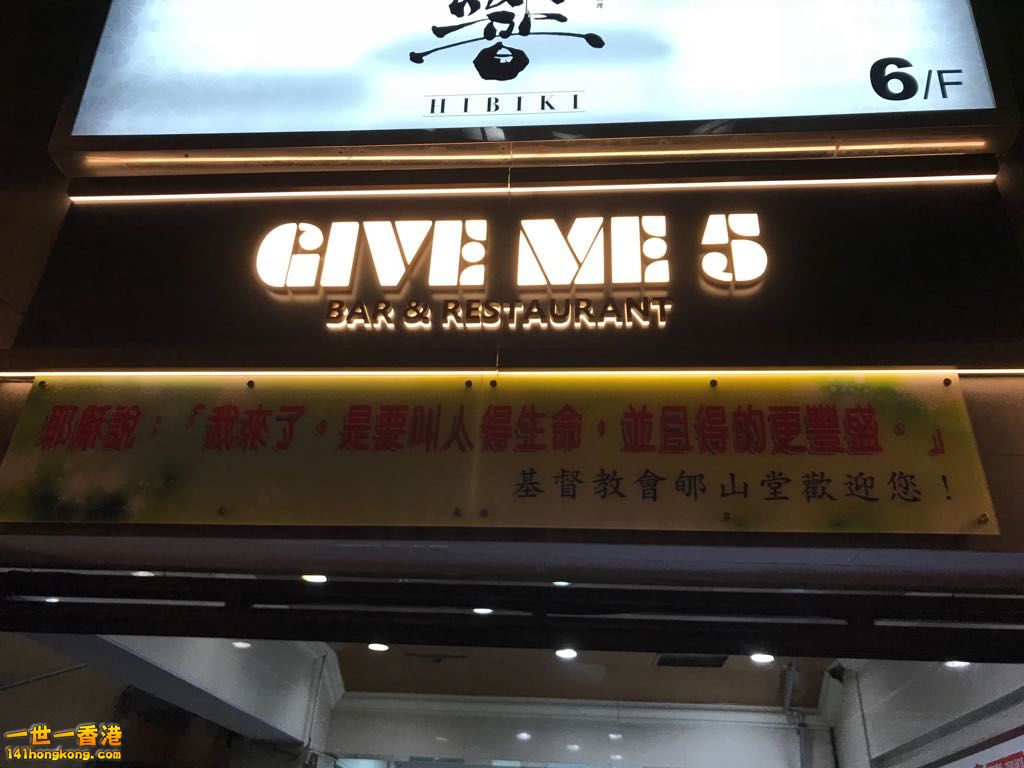 響
HIBIKI
6/F
GIVE ME 5
BAR & RESTAURANT
耶穌說：「我來了，是要叫人得生命，並且得的更豐盛。」
基督教會邮山堂歡迎您！
一世一香港
141hongkong.com